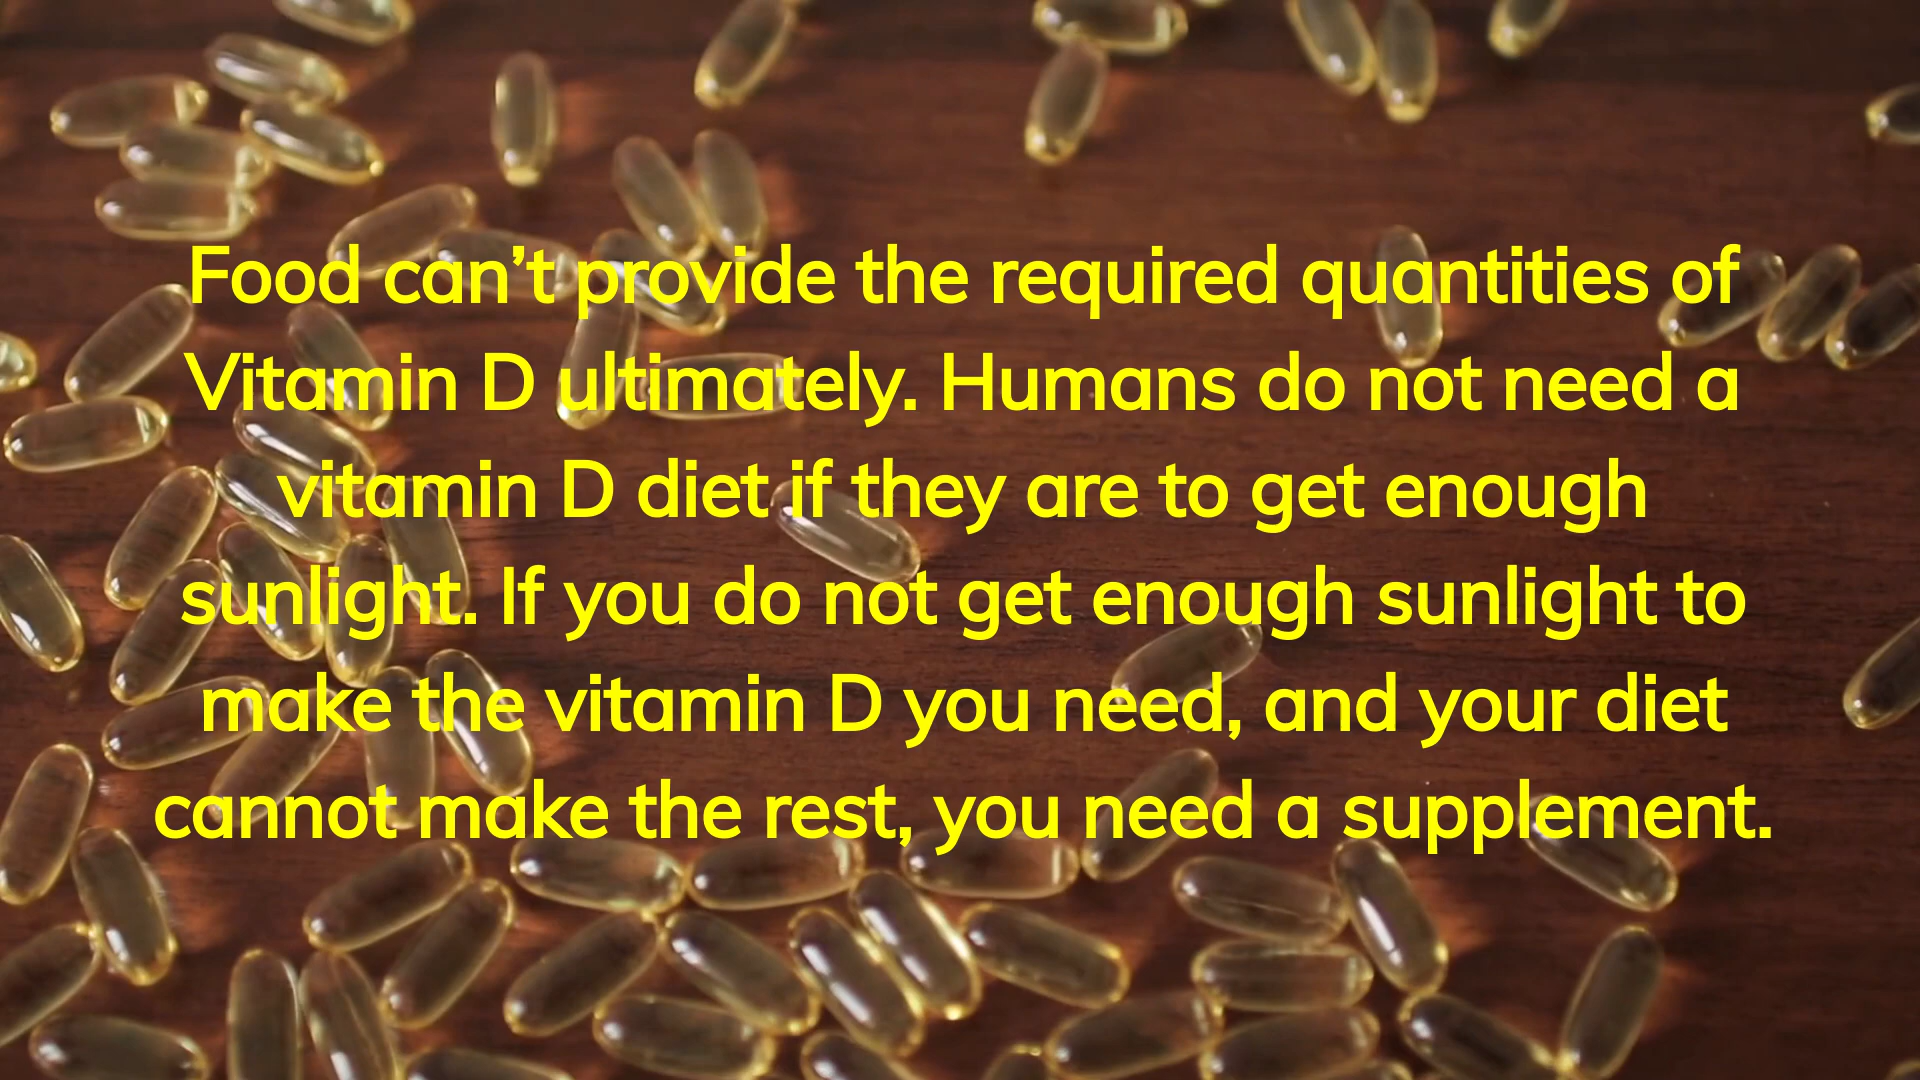 Food can’t provide the required quantities of
Vitamin D ultimately. Humans do not need a
vitamin D diet if they are to get enough
sunlight. If you do not get enough sunlight to
make the vitamin D you need, and your diet
cannot make the rest, you need a supplement.